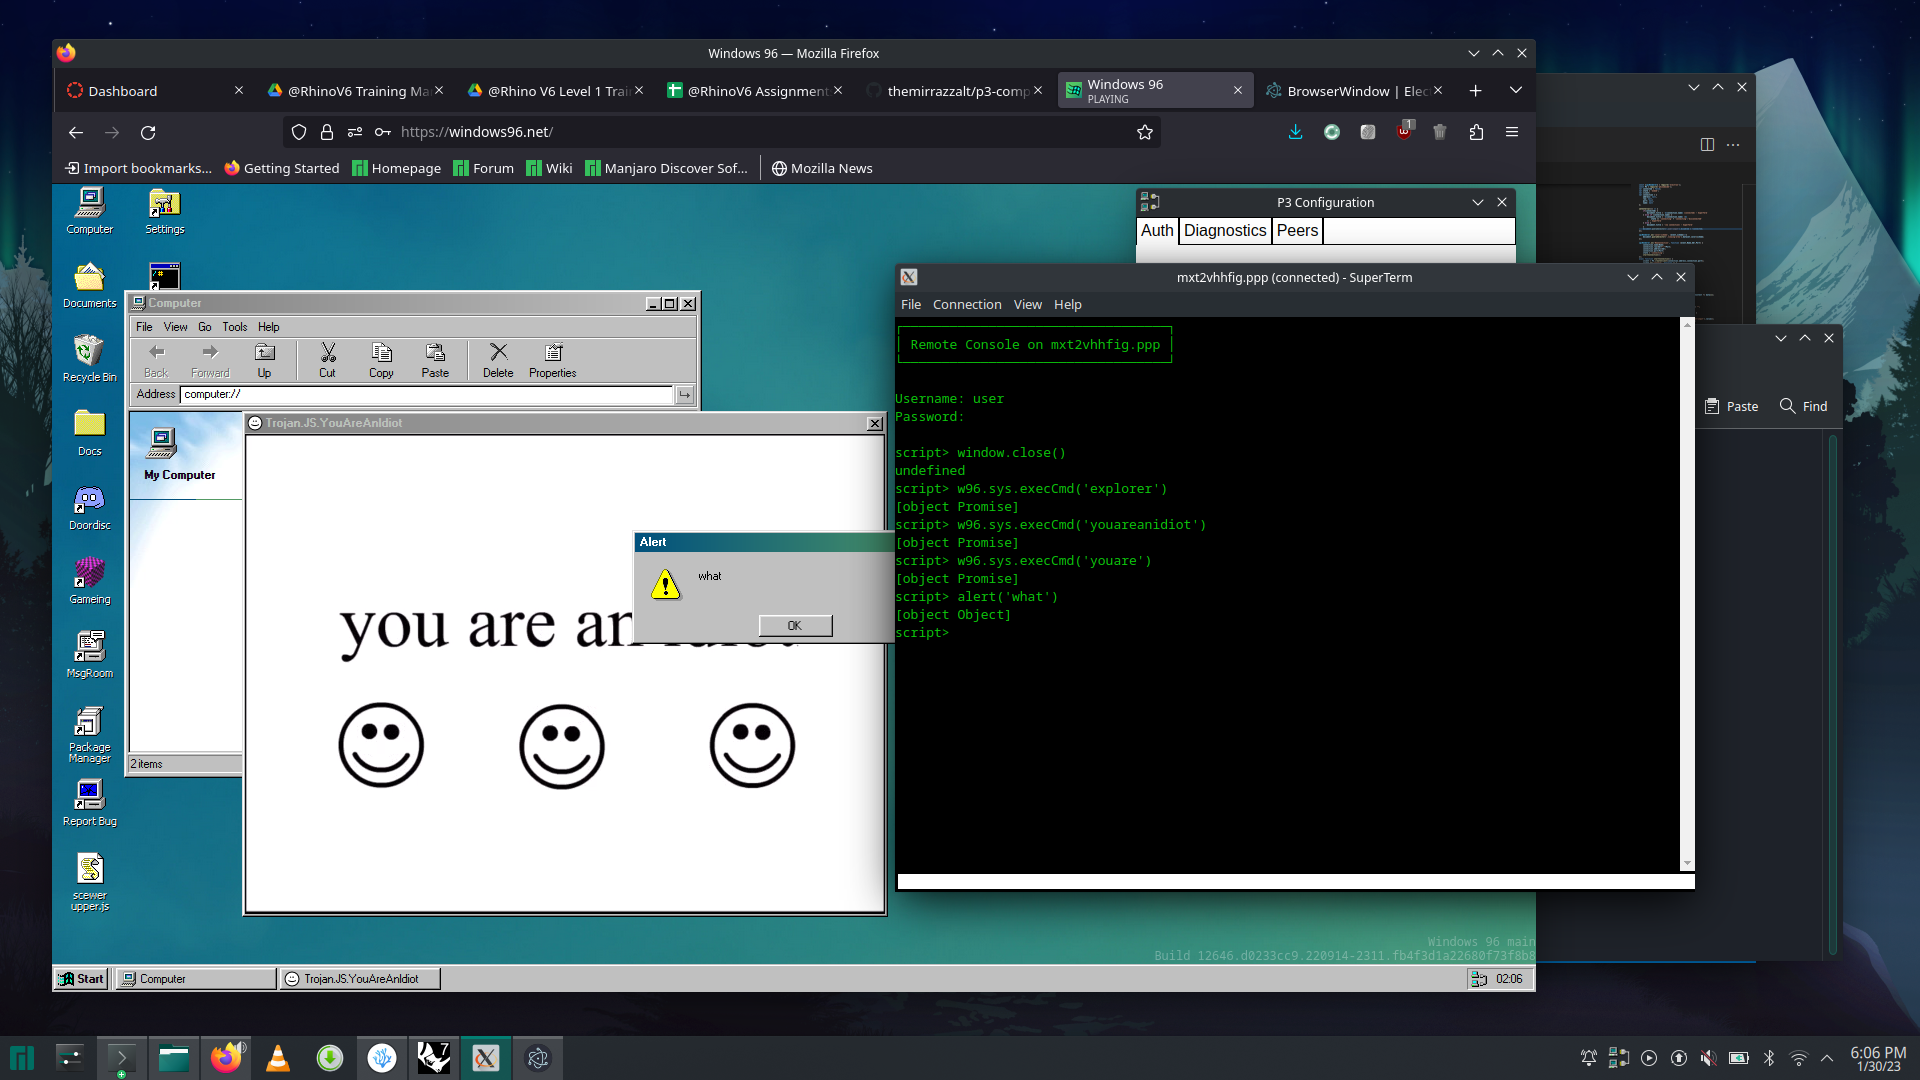 Windows 96 — Mozilla Firefox
Dashboard
@RhinoV6 Training Ma
@Rhino V6 Level 1 Trai
@RhinoV6 Assignment
themirrazzalt/p3-comp
Windows 96
PLAYING
BrowserWindow | Elec
https://windows96.net/
1
Import bookmarks...
Getting Started
Homepage
Forum
Wiki
Manjaro Discover Sof...
Mozilla News
Computer
Settings
Documents
Recycle Bin
Docs
Doordisc
Gameing
MsgRoom
Package
Manager
Report Bug
scewer
upper.js
P3 Configuration
Auth
Diagnostics
Peers
Computer
File View Go Tools Help
Back
Forward
Up
Cut
Copy
Paste
Delete
Properties
Address computer://
My Computer
2 items
Trojan.JS.YouAreAnIdiot
you are an idiot
Alert
what
OK
mxt2vhhfig.ppp (connected) - SuperTerm
File Connection View Help
Remote Console on mxt2vhhfig.ppp
Username: user
Password:
script> window.close()
undefined
script> w96.sys.execCmd('explorer')
[object Promise]
script> w96.sys.execCmd('youareanidiot')
[object Promise]
script> w96.sys.execCmd('youare')
[object Promise]
script> alert('what')
[object Object]
script>
Paste
Find
Windows 96 main
Build 12646.d0233cc9.220914-2311.fb4f3d1a22680f73f8b8
Start
Computer
Trojan.JS.YouAreAnIdiot
02:06
7
6:06 PM
1/30/23